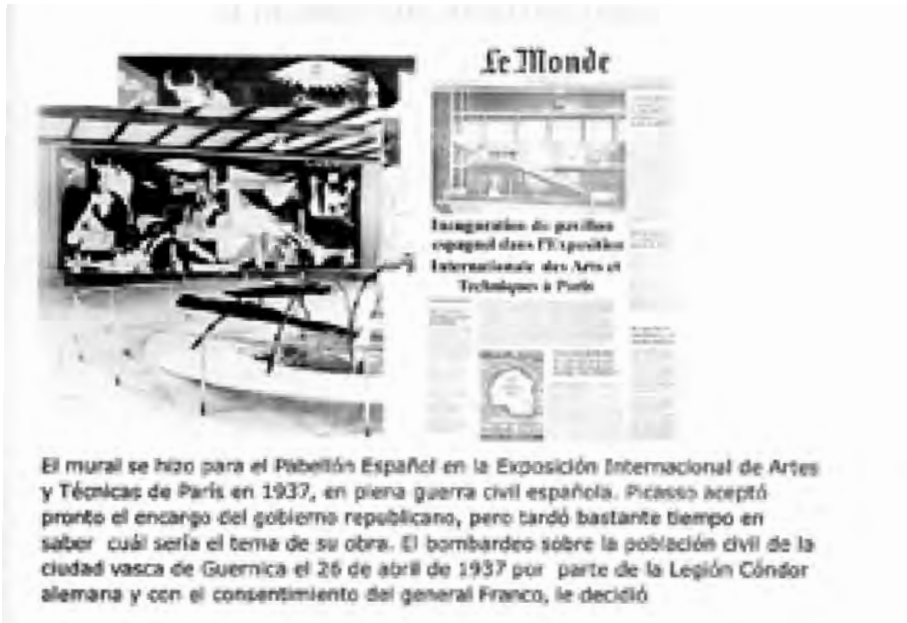 Le Monde
Inauguration du pavillon
espagnol dans l'Exposition
Internationale des Arts et
Techniques à Paris
El mural se hizo para el Pabellón Español en la Exposición Internacional de Artes
y Técnicas de París en 1937, en plena guerra civil española. Picasso aceptó
pronto el encargo del gobierno republicano, pero tardó bastante tiempo en
saber cuál sería el tema de su obra. El bombardeo sobre la población civil de la
ciudad vasca de Guernica el 26 de abril de 1937 por parte de la Legión Cóndor
alemana y con el consentimiento del general Franco, le decidió